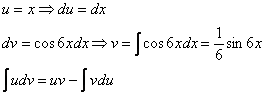 u = x ⇒ du = dx
dv = cos 6xdx ⇒ v = ∫ cos 6xdx = 1/6 sin 6x
∫ udv = uv − ∫ vdu